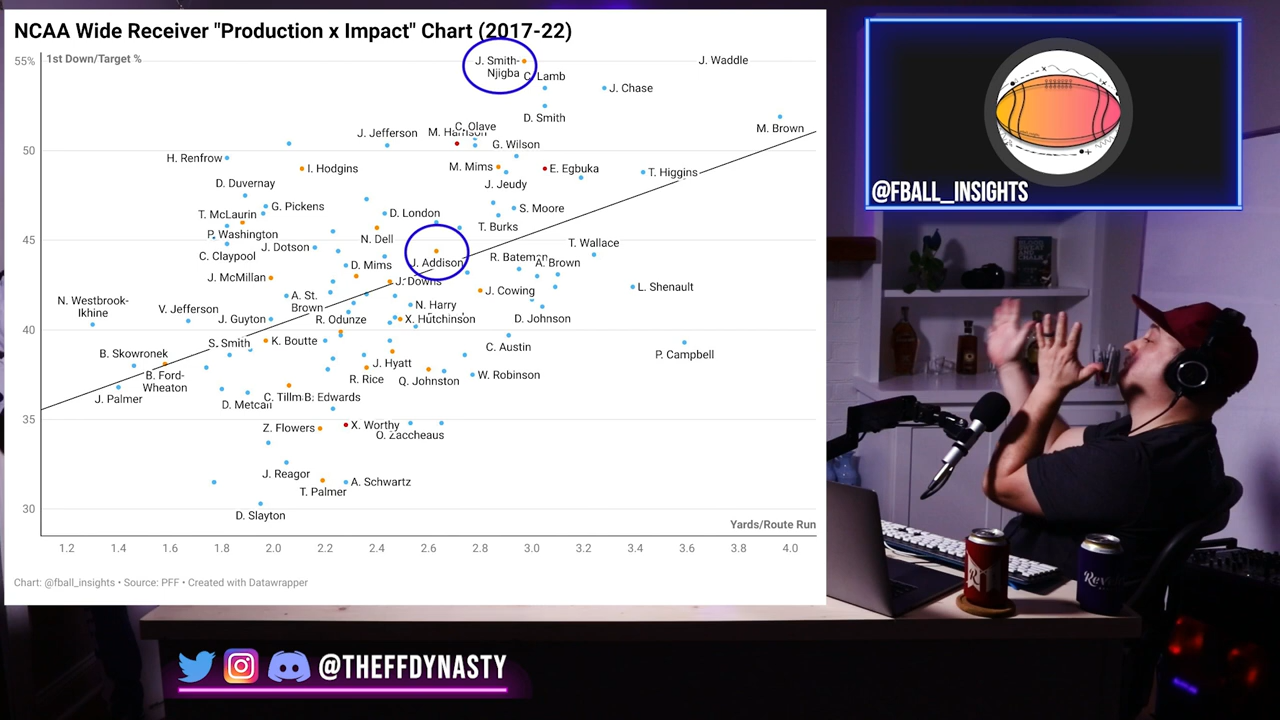 NCAA Wide Receiver "Production x Impact" Chart (2017-22)
55%
1st Down/Target %
J. Smith-
Njigba
J. Waddle
C. Lamb
J. Chase
D. Smith
M. Brown
C. Olave
J. Jefferson
M. Harrison
G. Wilson
50
H. Renfrow
I. Hodgins
M. Mims
E. Egbuka
T. Higgins
D. Duvernay
J. Jeudy
G. Pickens
T. McLaurin
D. London
S. Moore
P. Washington
N. Dell
T. Burks
45
C. Claypool
J. Dotson
T. Wallace
J. Addison
R. Bateman
A. Brown
D. Mims
J. McMillan
J. Downs
J. Cowing
L. Shenault
N. Westbrook-
Ikhine
A. St.
Brown
V. Jefferson
N. Harry
J. Guyton
R. Odunze
X. Hutchinson
D. Johnson
40
S. Smith
K. Boutte
C. Austin
P. Campbell
B. Skowronek
J. Hyatt
B. Ford-
Wheaton
R. Rice
Q. Johnston
W. Robinson
J. Palmer
D. Metcalf
C. Tillm
B. Edwards
35
Z. Flowers
X. Worthy
O. Zaccheaus
J. Reagor
A. Schwartz
T. Palmer
30
D. Slayton
Yards/Route Run
1.2 1.4 1.6 1.8 2.0 2.2 2.4 2.6 2.8 3.0 3.2 3.4 3.6 3.8 4.0
Chart: @fball_insights • Source: PFF • Created with Datawrapper
@FBALL_INSIGHTS
@THEFFDYNASTY